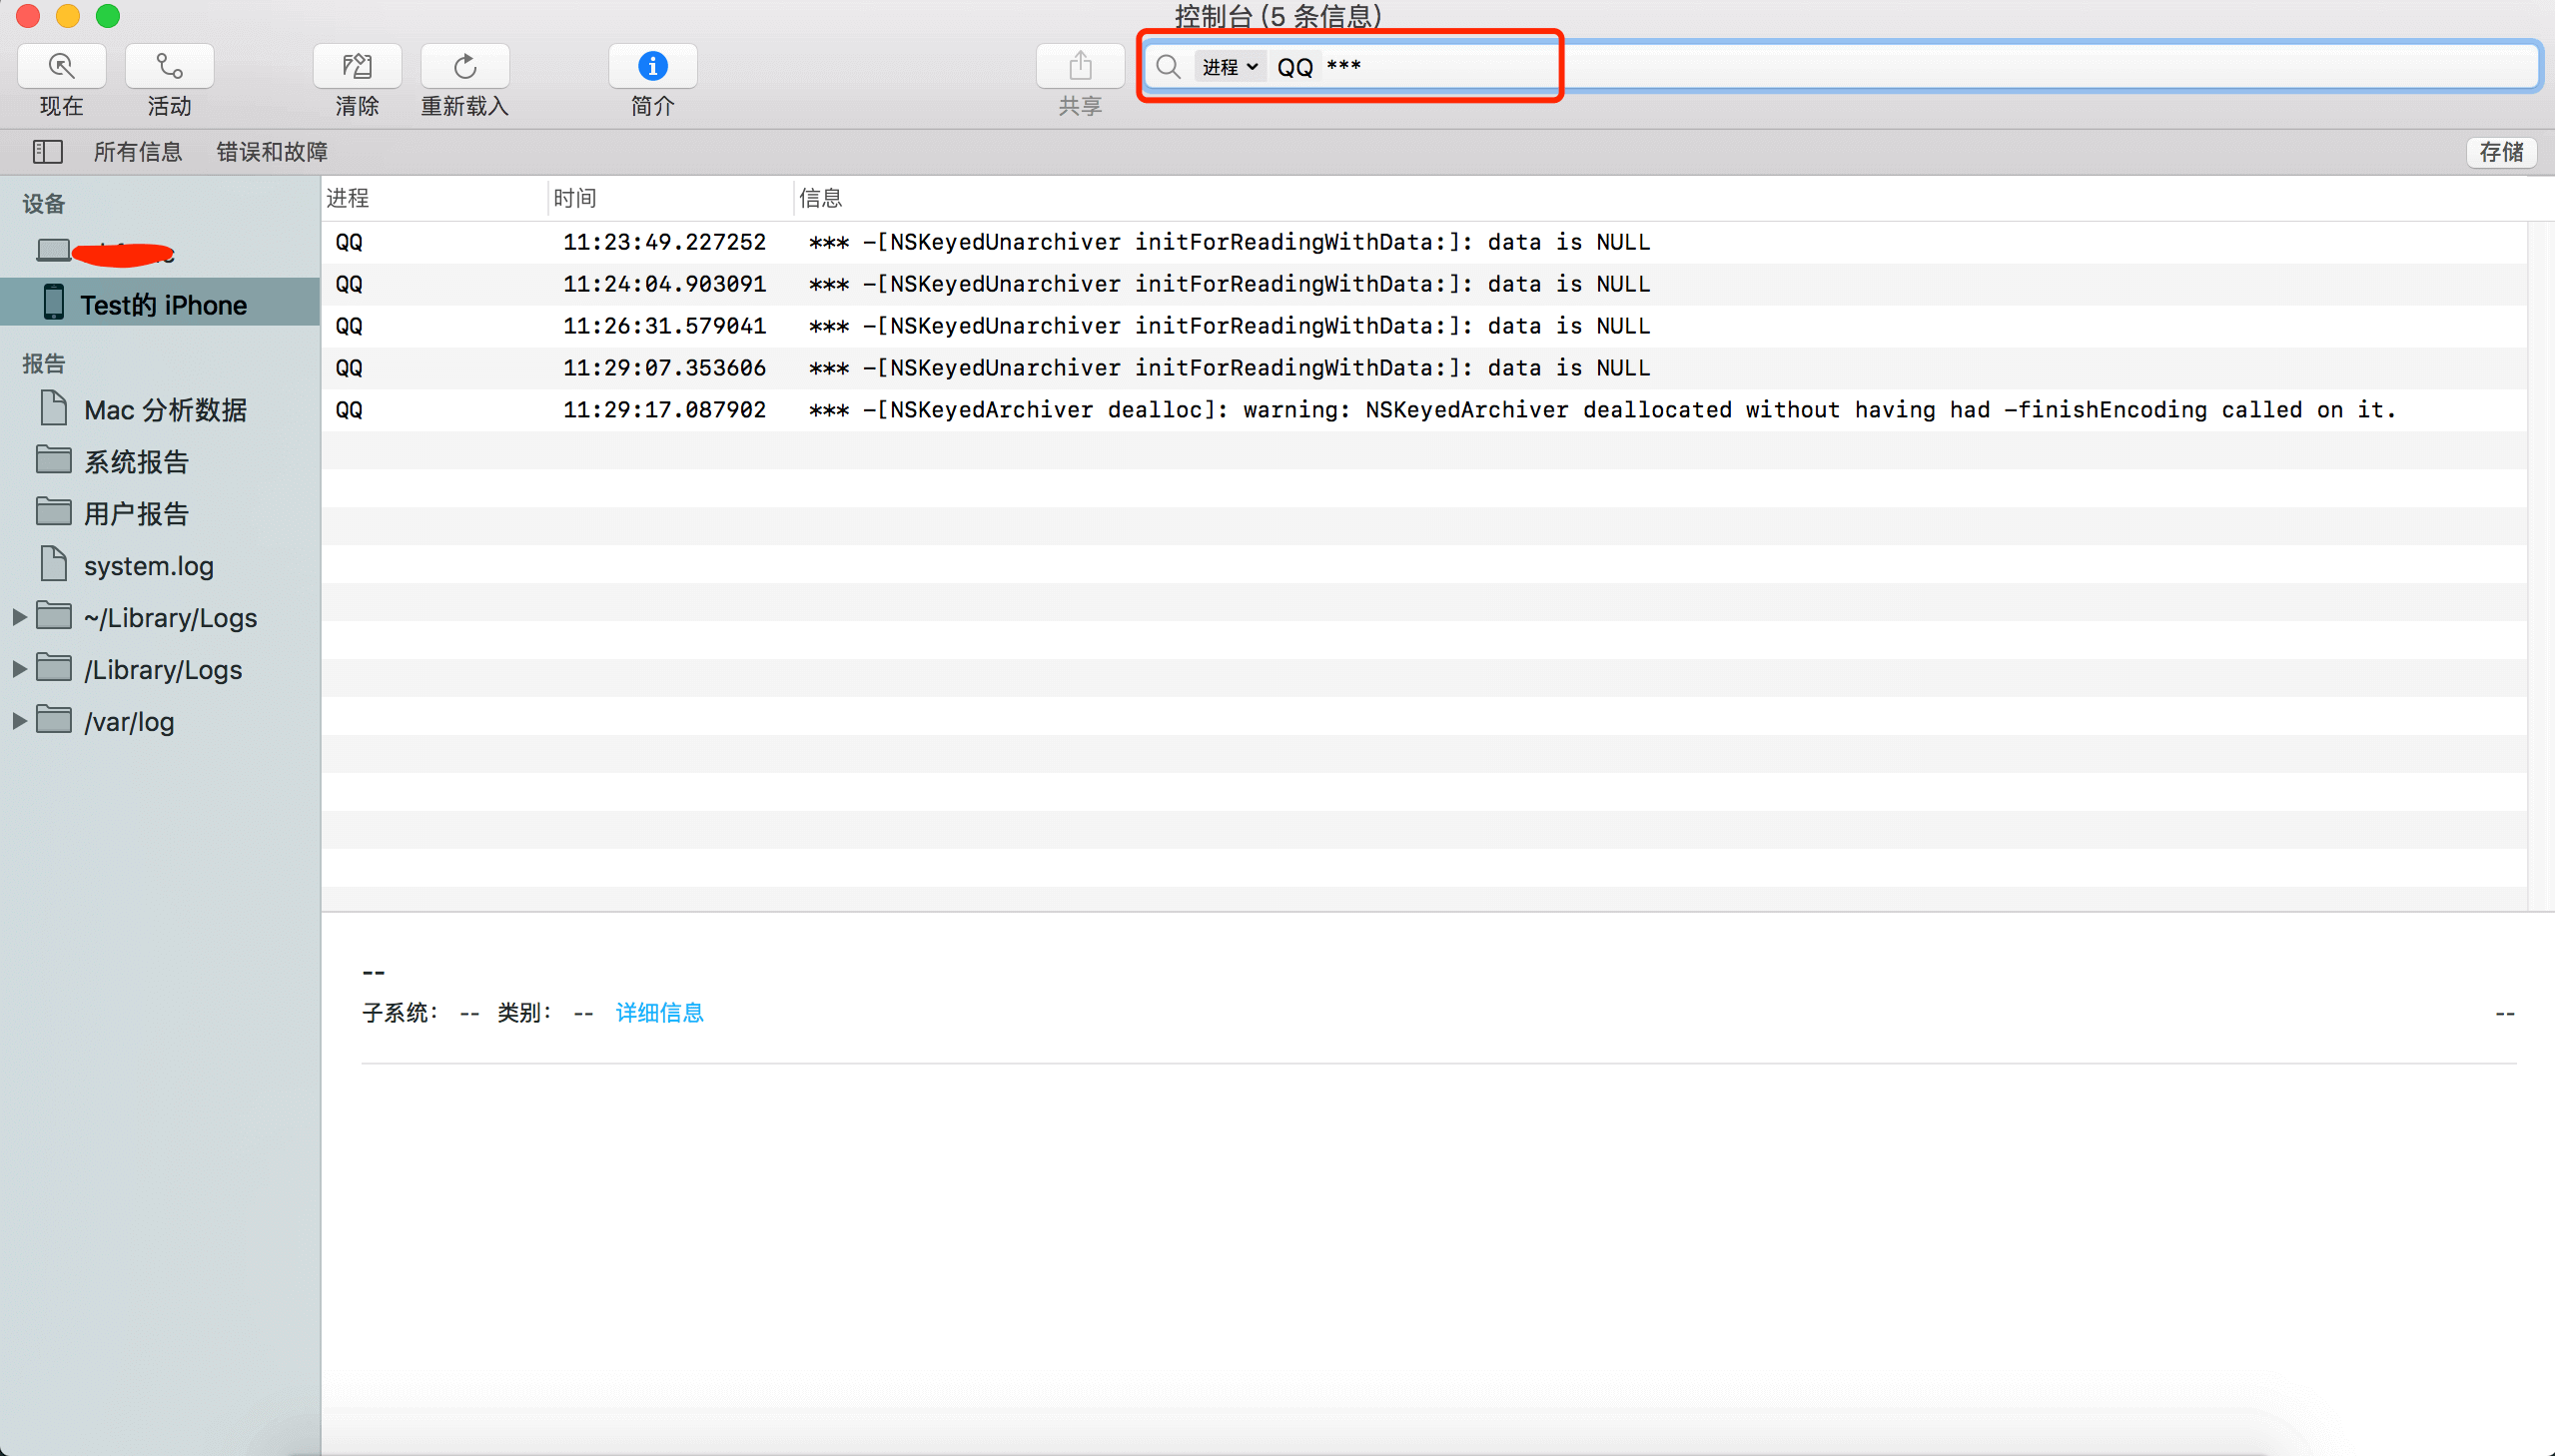 控制台 (5 条信息)
进程 QQ ***
现在 活动 清除 重新载入 简介 共享
所有信息 错误和故障 存储
设备
Test的 iPhone
报告
Mac 分析数据
系统报告
用户报告
system.log
~/Library/Logs
/Library/Logs
/var/log
进程 时间 信息
QQ 11:23:49.227252 *** -[NSKeyedUnarchiver initForReadingWithData:]: data is NULL
QQ 11:24:04.903091 *** -[NSKeyedUnarchiver initForReadingWithData:]: data is NULL
QQ 11:26:31.579041 *** -[NSKeyedUnarchiver initForReadingWithData:]: data is NULL
QQ 11:29:07.353606 *** -[NSKeyedUnarchiver initForReadingWithData:]: data is NULL
QQ 11:29:17.087902 *** -[NSKeyedArchiver dealloc]: warning: NSKeyedArchiver deallocated without having had -finishEncoding called on it.
--
子系统: -- 类别: -- 详细信息 --